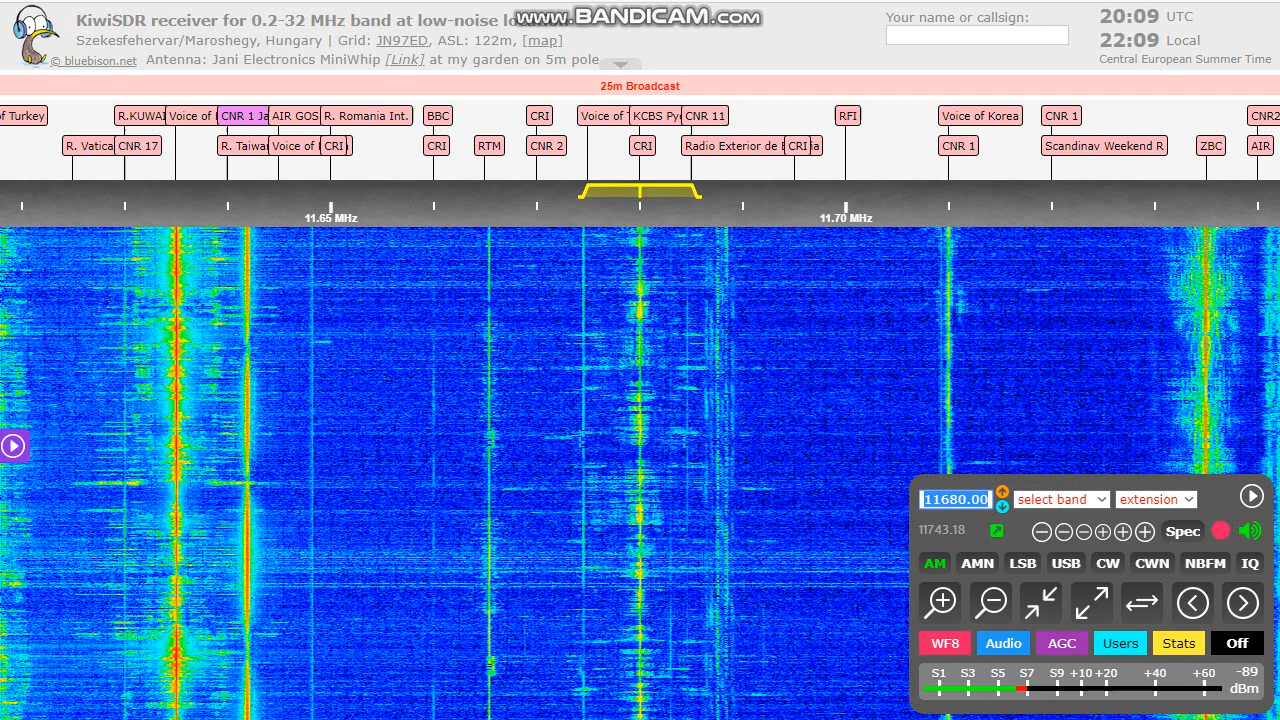 KiwiSDR receiver for 0.2-32 MHz band at low-noise lo
www.BANDICAM.com
Szekesfehervar/Maroshegy, Hungary | Grid: JN97ED, ASL: 122m, [map]
© bluebison.net
Antenna: Jani Electronics MiniWhip [Link] at my garden on 5m pole
Your name or callsign:
20:09 UTC
22:09 Local
Central European Summer Time
25m Broadcast
of Turkey R.KUWAI Voice of CNR 1 Ja AIR GOS R. Romania Int. BBC CRI Voice of KCBS Py CNR 11 RFI Voice of Korea CNR 1 CNR2
R. Vatica CNR 17 R. Taiwa Voice of CRI CRI RTM CNR 2 CRI Radio Exterior de CRI CNR 1 Scandinav Weekend R ZBC AIR
11.65 MHz 11.70 MHz
11680.00 select band extension
11743.18 Spec
AM AMN LSB USB CW CWN NBFM IQ
WF8 Audio AGC Users Stats Off
S1 S3 S5 S7 S9 +10 +20 +40 +60 -89
dBm